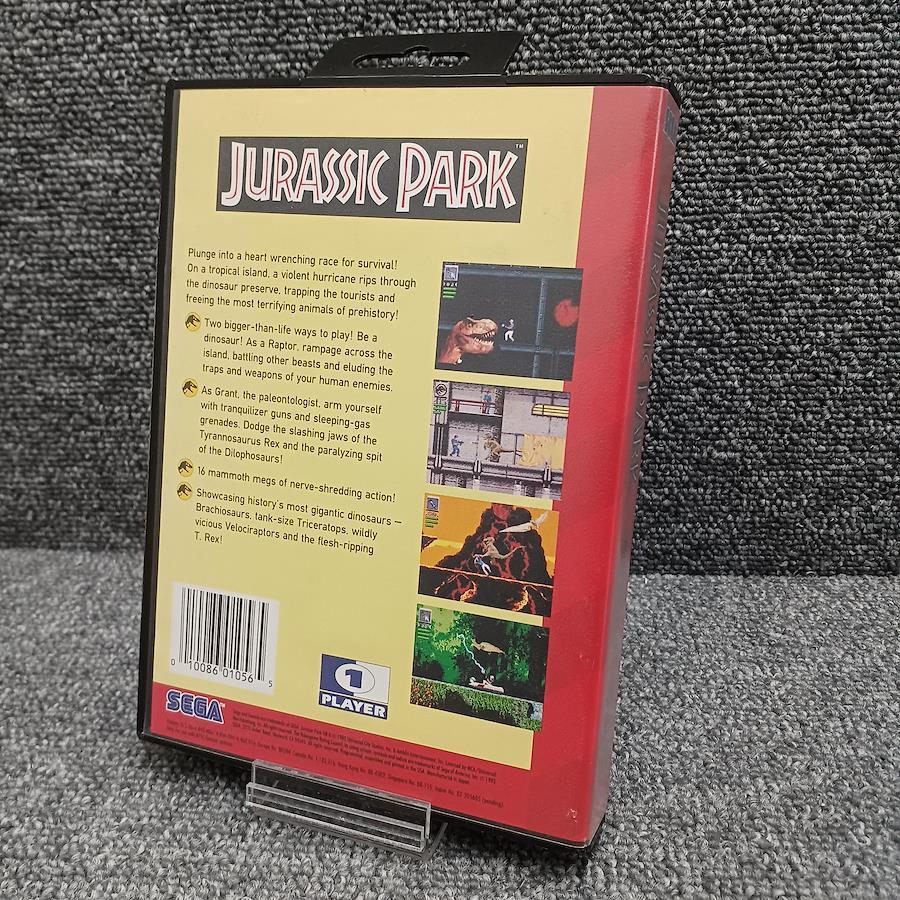 JURASSIC PARK™
Plunge into a heart wrenching race for survival!
On a tropical island, a violent hurricane rips through
the dinosaur preserve, trapping the tourists and
freeing the most terrifying animals of prehistory!
Two bigger-than-life ways to play! Be a
dinosaur! As a Raptor, rampage across the
island, battling other beasts and eluding the
traps and weapons of your human enemies.
As Grant, the paleontologist, arm yourself
with tranquilizer guns and sleeping-gas
grenades. Dodge the slashing jaws of the
Tyrannosaurus Rex and the paralyzing spit
of the Dilophosaurs!
16 mammoth megs of nerve-shredding action!
Showcasing history's most gigantic dinosaurs —
Brachiosaurs, tank-size Triceratops, wildly
vicious Velociraptors and the flesh-ripping
T. Rex!
0 10086 01056 5
1
PLAYER
SEGA™
JURASSIC PARK